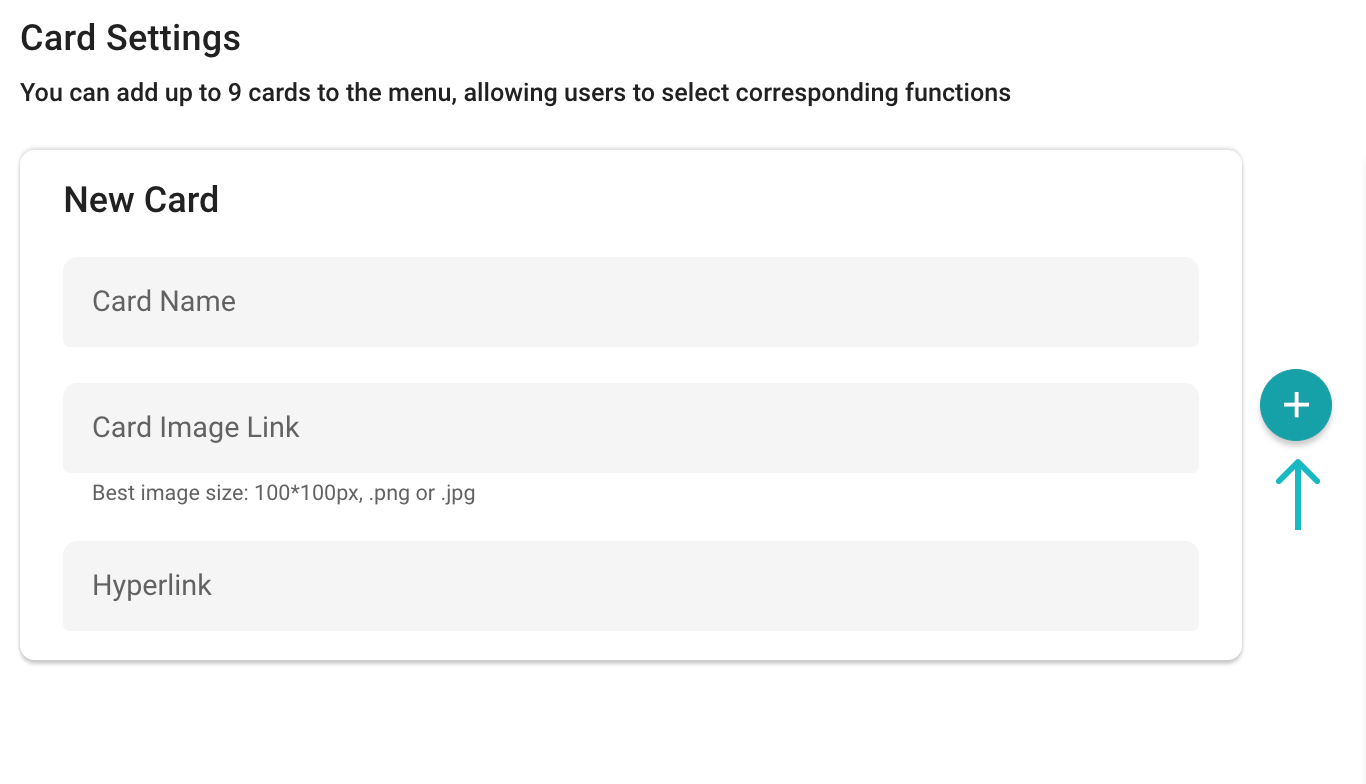 Card Settings
You can add up to 9 cards to the menu, allowing users to select corresponding functions
New Card
Card Name
Card Image Link
Best image size: 100*100px, .png or .jpg
Hyperlink